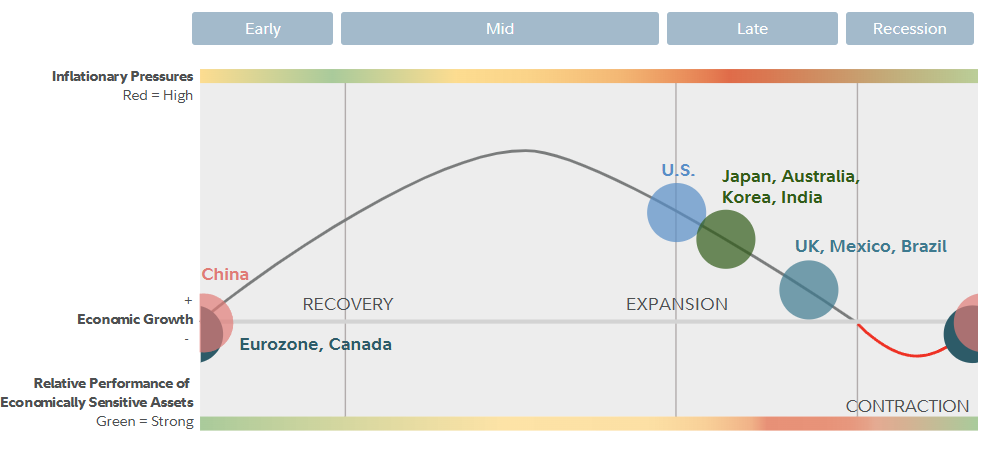 Early
Mid
Late
Recession
Inflationary Pressures
Red = High
U.S.
Japan, Australia,
Korea, India
UK, Mexico, Brazil
China
+
RECOVERY
EXPANSION
Economic Growth
-
Eurozone, Canada
Relative Performance of
Economically Sensitive Assets
Green = Strong
CONTRACTION